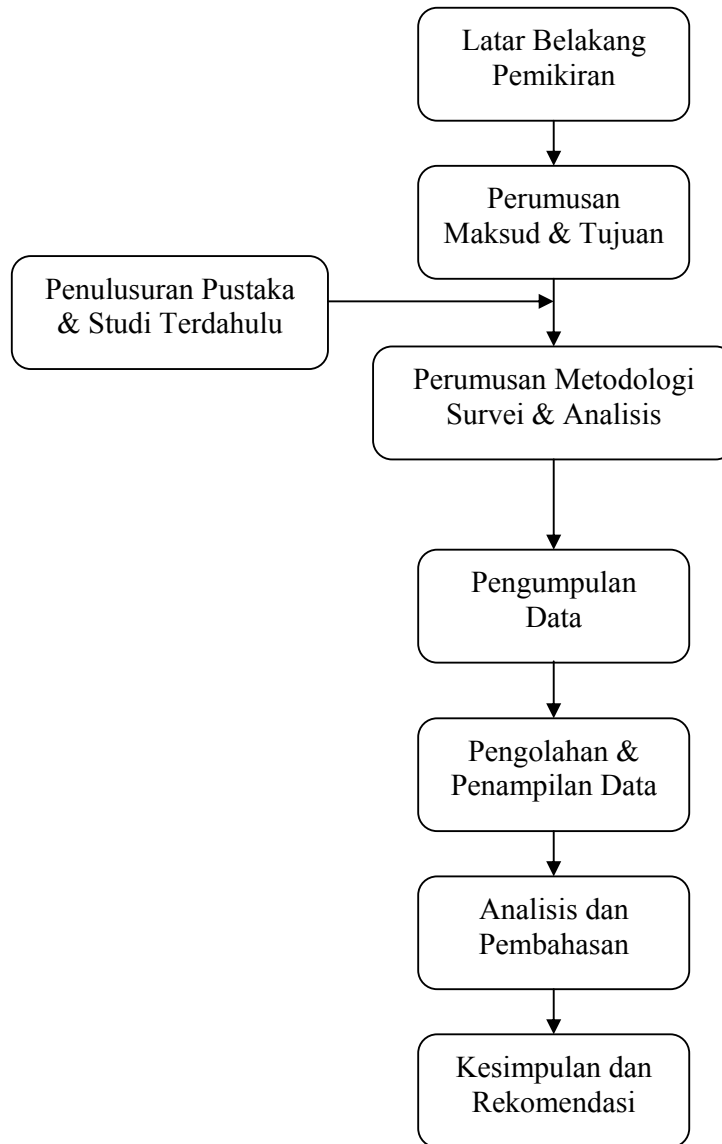 Latar Belakang
Pemikiran
Perumusan
Maksud & Tujuan
Penulusuran Pustaka
& Studi Terdahulu
Perumusan Metodologi
Survei & Analisis
Pengumpulan
Data
Pengolahan &
Penampilan Data
Analisis dan
Pembahasan
Kesimpulan dan
Rekomendasi